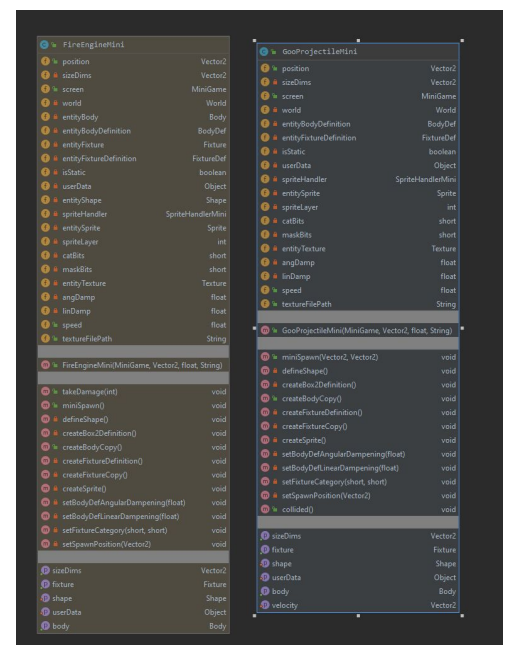 FireEngineMini
position Vector2
sizeDims Vector2
screen MiniGame
world World
entityBody Body
entityBodyDefinition BodyDef
entityFixture Fixture
entityFixtureDefinition FixtureDef
isStatic boolean
userData Object
entityShape Shape
spriteHandler SpriteHandlerMini
entitySprite Sprite
spriteLayer int
catBits short
maskBits short
entityTexture Texture
angDamp float
linDamp float
speed float
textureFilePath String
FireEngineMini(MiniGame, Vector2, float, String)
takeDamage(int) void
miniSpawn() void
defineShape() void
createBox2Definition() void
createBodyCopy() void
createFixtureDefinition() void
createFixtureCopy() void
createSprite() void
setBodyDefAngularDampening(float) void
setBodyDefLinearDampening(float) void
setFixtureCategory(short, short) void
setSpawnPosition(Vector2) void
sizeDims Vector2
fixture Fixture
shape Shape
userData Object
body Body
GooProjectileMini
position Vector2
sizeDims Vector2
screen MiniGame
world World
entityBodyDefinition BodyDef
entityFixtureDefinition FixtureDef
isStatic boolean
userData Object
spriteHandler SpriteHandlerMini
entitySprite Sprite
spriteLayer int
catBits short
maskBits short
entityTexture Texture
angDamp float
linDamp float
speed float
textureFilePath String
GooProjectileMini(MiniGame, Vector2, float, String)
miniSpawn(Vector2, Vector2) void
defineShape() void
createBox2Definition() void
createBodyCopy() void
createFixtureDefinition() void
createFixtureCopy() void
createSprite() void
setBodyDefAngularDampening(float) void
setBodyDefLinearDampening(float) void
setFixtureCategory(short, short) void
setSpawnPosition(Vector2) void
collided() void
sizeDims Vector2
fixture Fixture
shape Shape
userData Object
body Body
velocity Vector2